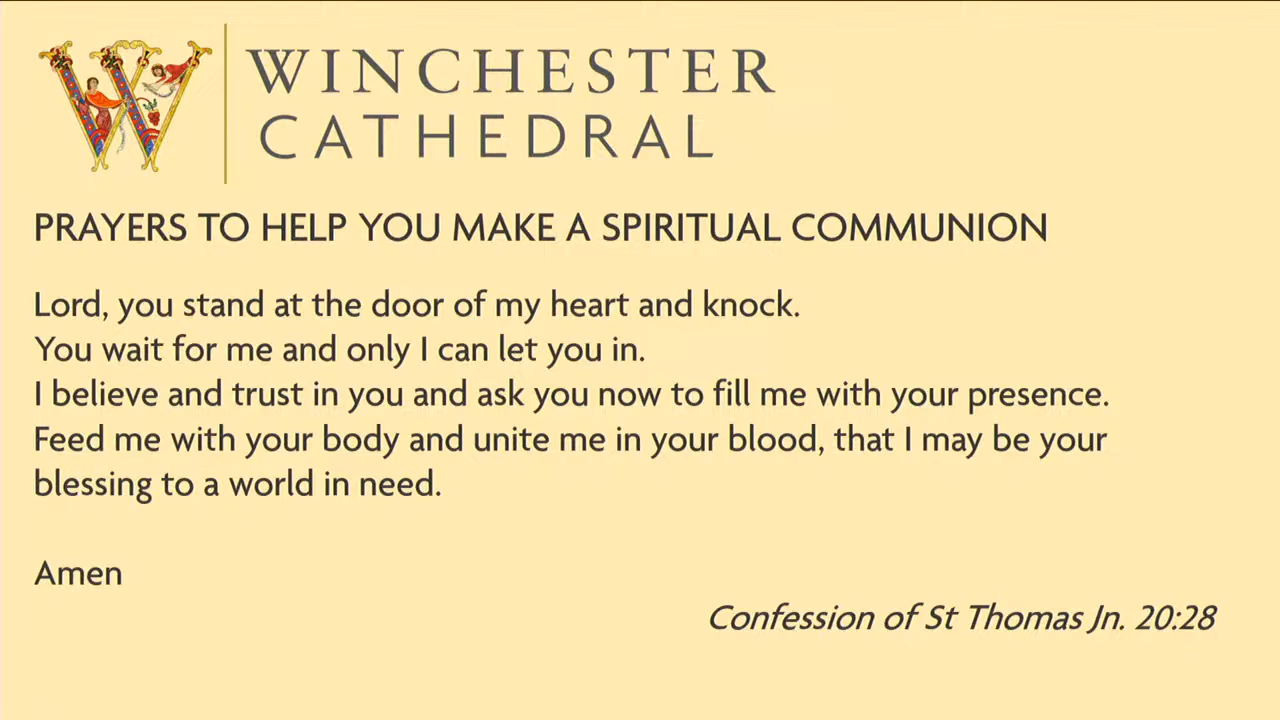 WINCHESTER
CATHEDRAL
PRAYERS TO HELP YOU MAKE A SPIRITUAL COMMUNION
Lord, you stand at the door of my heart and knock.
You wait for me and only I can let you in.
I believe and trust in you and ask you now to fill me with your presence.
Feed me with your body and unite me in your blood, that I may be your
blessing to a world in need.
Amen
Confession of St Thomas Jn. 20:28